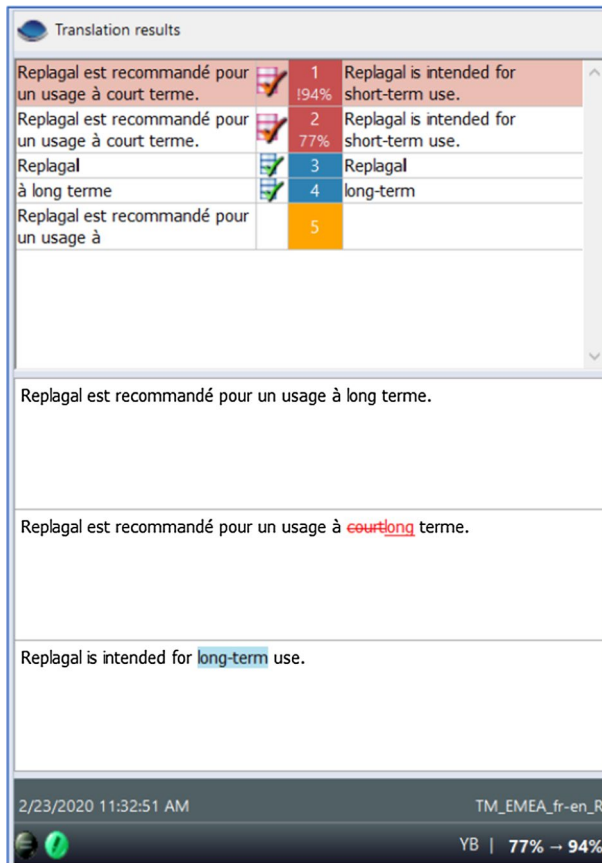 Translation results
Replagal est recommandé pour
un usage à court terme.
1
!94%
Replagal is intended for
short-term use.
Replagal est recommandé pour
un usage à court terme.
2
77%
Replagal is intended for
short-term use.
Replagal
3
Replagal
à long terme
4
long-term
Replagal est recommandé pour
un usage à
5
Replagal est recommandé pour un usage à long terme.
Replagal est recommandé pour un usage à courtlong terme.
Replagal is intended for long-term use.
2/23/2020 11:32:51 AM
TM_EMEA_fr-en_R
YB | 77% → 94%